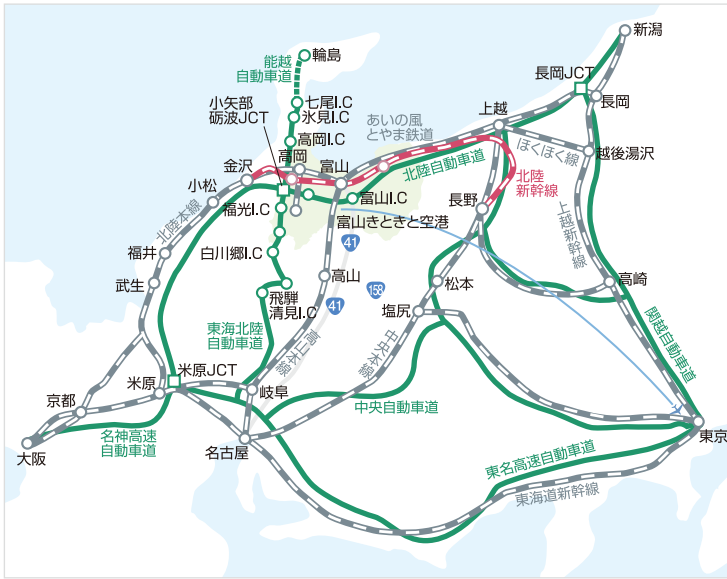 新潟
輪島
能越
自動車道
長岡JCT
七尾I.C
小矢部
砺波JCT
氷見I.C
長岡
あいの風
とやま鉄道
上越
高岡I.C
ほくほく線
越後湯沢
高岡
富山
北陸自動車道
金沢
北陸
新幹線
小松
富山I.C
長野
福光I.C
富山きときと空港
上越新幹線
北陸本線
41
福井
白川郷I.C
高山
松本
高崎
武生
158
飛騨
清見I.C
41
塩尻
関越自動車道
東海北陸
自動車道
高山本線
中央本線
米原JCT
米原
岐阜
京都
中央自動車道
名神高速
自動車道
大阪
名古屋
東京
東名高速自動車道
東海道新幹線